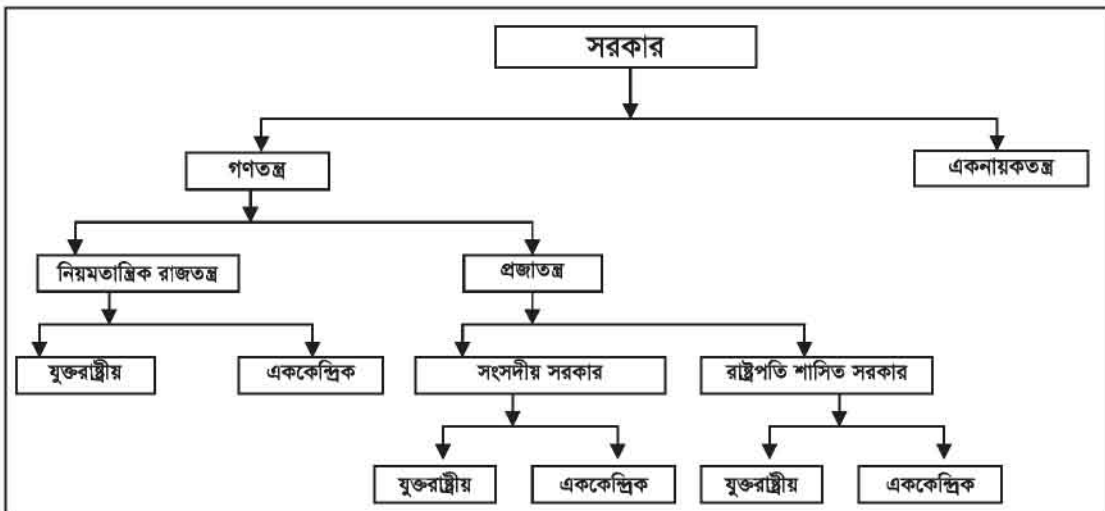 সরকার
গণতন্ত্র
একনায়কতন্ত্র
নিয়মতান্ত্রিক রাজতন্ত্র
প্রজাতন্ত্র
যুক্তরাষ্ট্রীয়
এককেন্দ্রিক
সংসদীয় সরকার
রাষ্ট্রপতি শাসিত সরকার
যুক্তরাষ্ট্রীয়
এককেন্দ্রিক
যুক্তরাষ্ট্রীয়
এককেন্দ্রিক